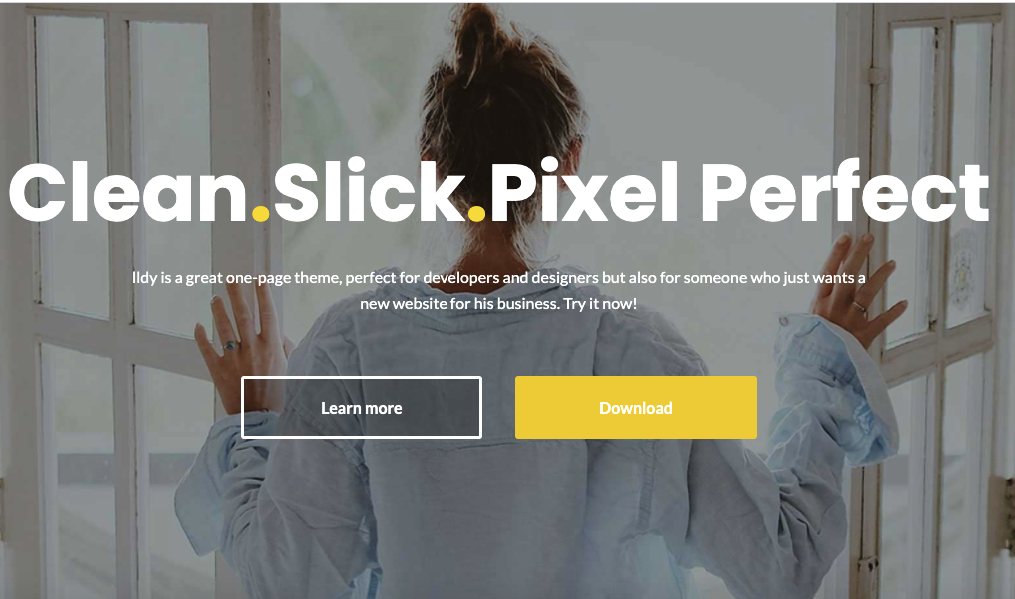 Clean.Slick.Pixel Perfect
Illdy is a great one-page theme, perfect for developers and designers but also for someone who just wants a
new website for his business. Try it now!
Learn more
Download